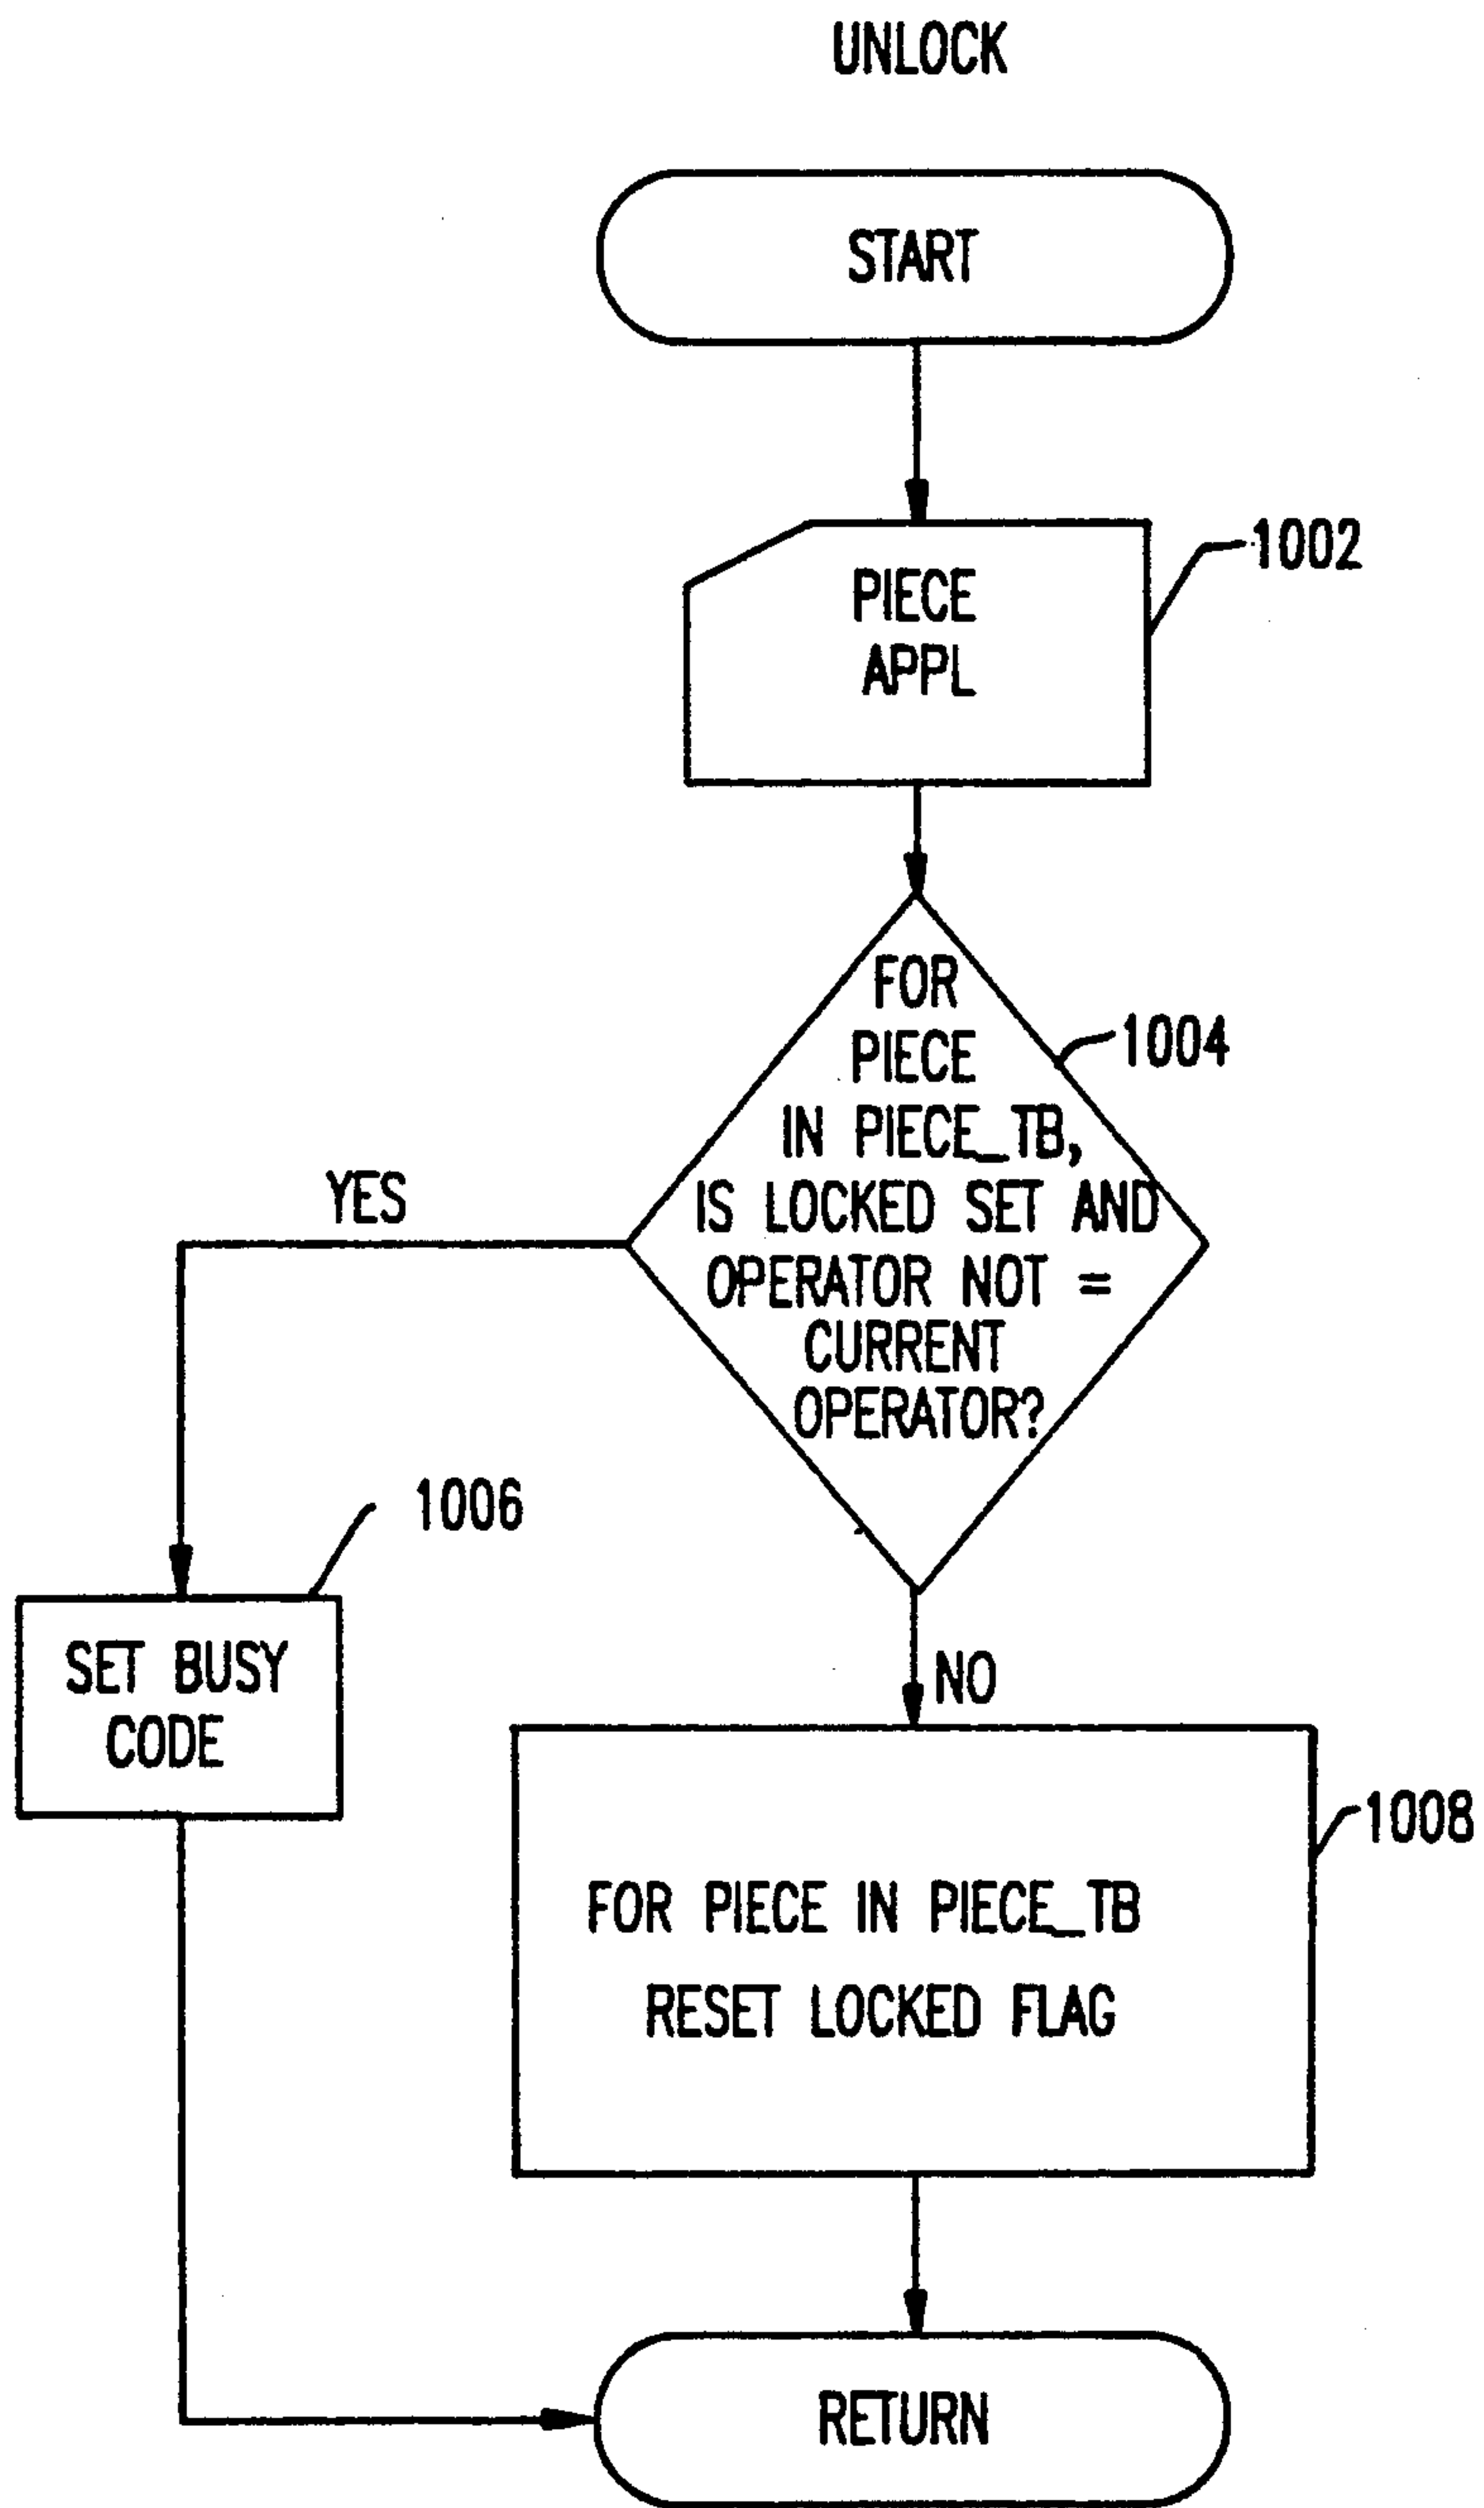 UNLOCK
START
PIECE
APPL
1002
FOR
PIECE
IN PIECE_TB,
IS LOCKED SET AND
OPERATOR NOT =
CURRENT
OPERATOR?
1004
YES
1006
SET BUSY
CODE
NO
1008
FOR PIECE IN PIECE_TB
RESET LOCKED FLAG
RETURN